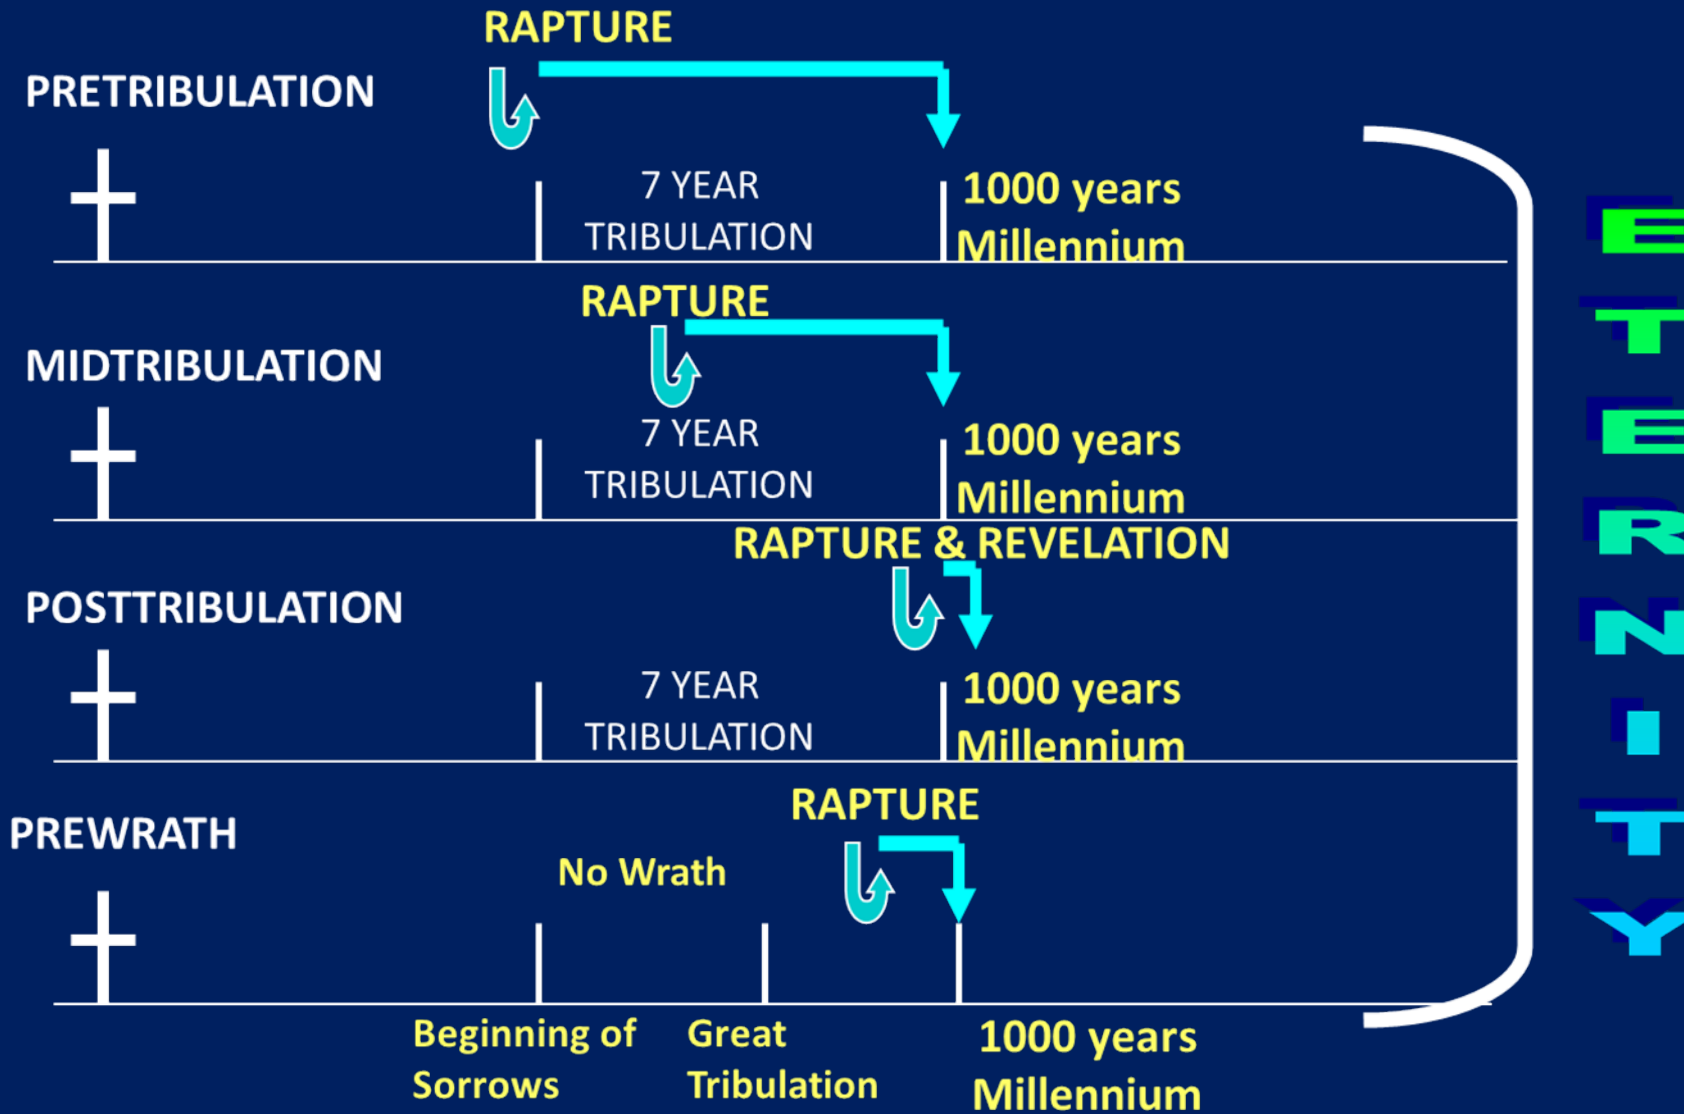 RAPTURE
PRETRIBULATION
7 YEAR
TRIBULATION
1000 years
Millennium
RAPTURE
MIDTRIBULATION
7 YEAR
TRIBULATION
1000 years
Millennium
RAPTURE & REVELATION
POSTTRIBULATION
7 YEAR
TRIBULATION
1000 years
Millennium
RAPTURE
PREWRATH
No Wrath
Beginning of
Sorrows
Great
Tribulation
1000 years
Millennium
ETERNITY